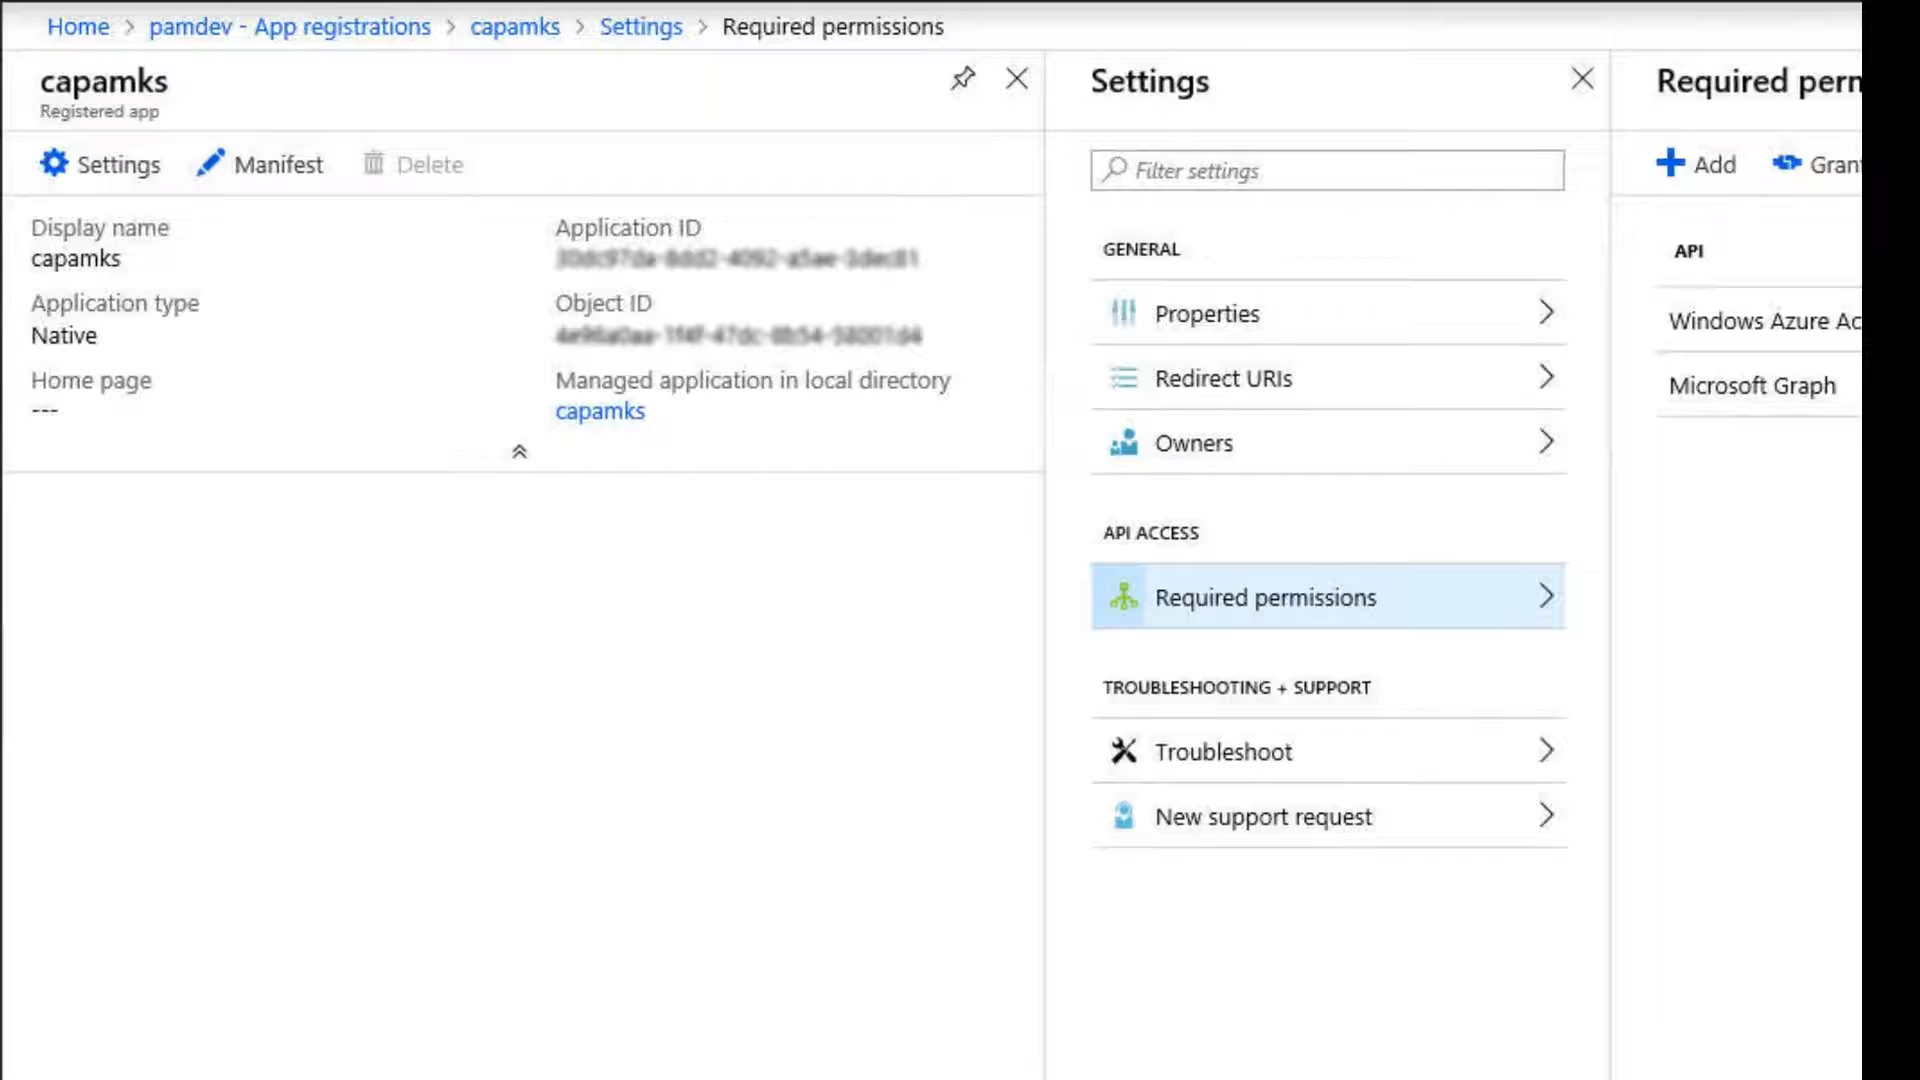 Home > pamdev - App registrations > capamks > Settings > Required permissions
capamks
Registered app
Settings Manifest Delete
Display name
capamks
Application type
Native
Home page
---
Application ID
Object ID
Managed application in local directory
capamks
Settings
Filter settings
GENERAL
Properties
Redirect URIs
Owners
API ACCESS
Required permissions
TROUBLESHOOTING + SUPPORT
Troubleshoot
New support request
Required perm
Add Gran
API
Windows Azure Ac
Microsoft Graph